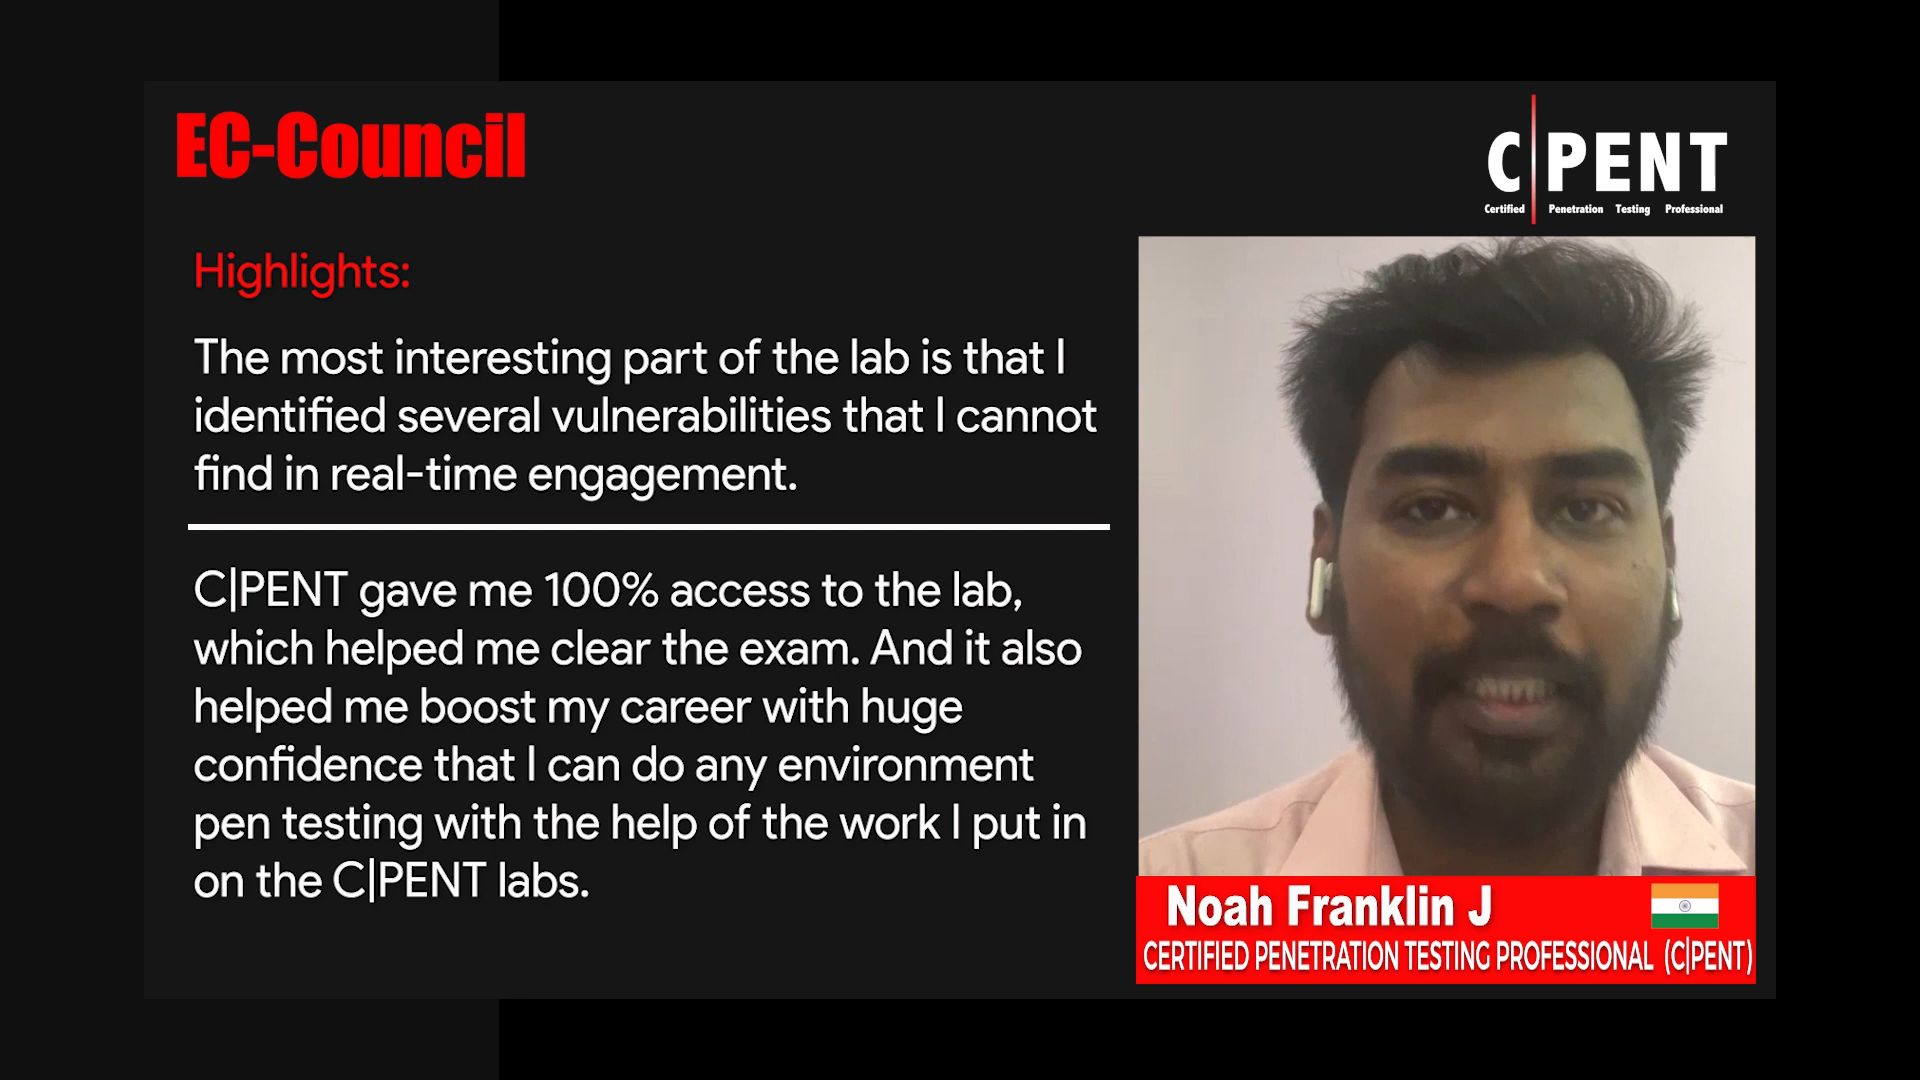 EC-Council
C|PENT
Certified Penetration Testing Professional
Highlights:
The most interesting part of the lab is that I
identified several vulnerabilities that I cannot
find in real-time engagement.
C|PENT gave me 100% access to the lab,
which helped me clear the exam. And it also
helped me boost my career with huge
confidence that I can do any environment
pen testing with the help of the work I put in
on the C|PENT labs.
Noah Franklin J
CERTIFIED PENETRATION TESTING PROFESSIONAL (C|PENT)